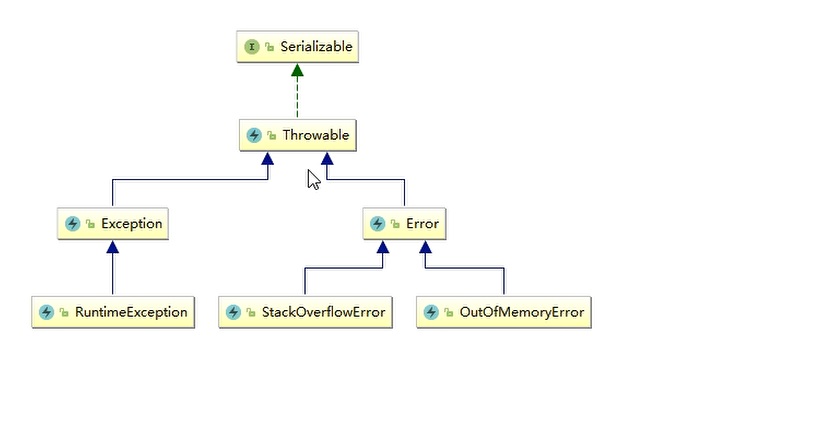 Serializable
Throwable
Exception
Error
RuntimeException
StackOverflowError
OutOfMemoryError